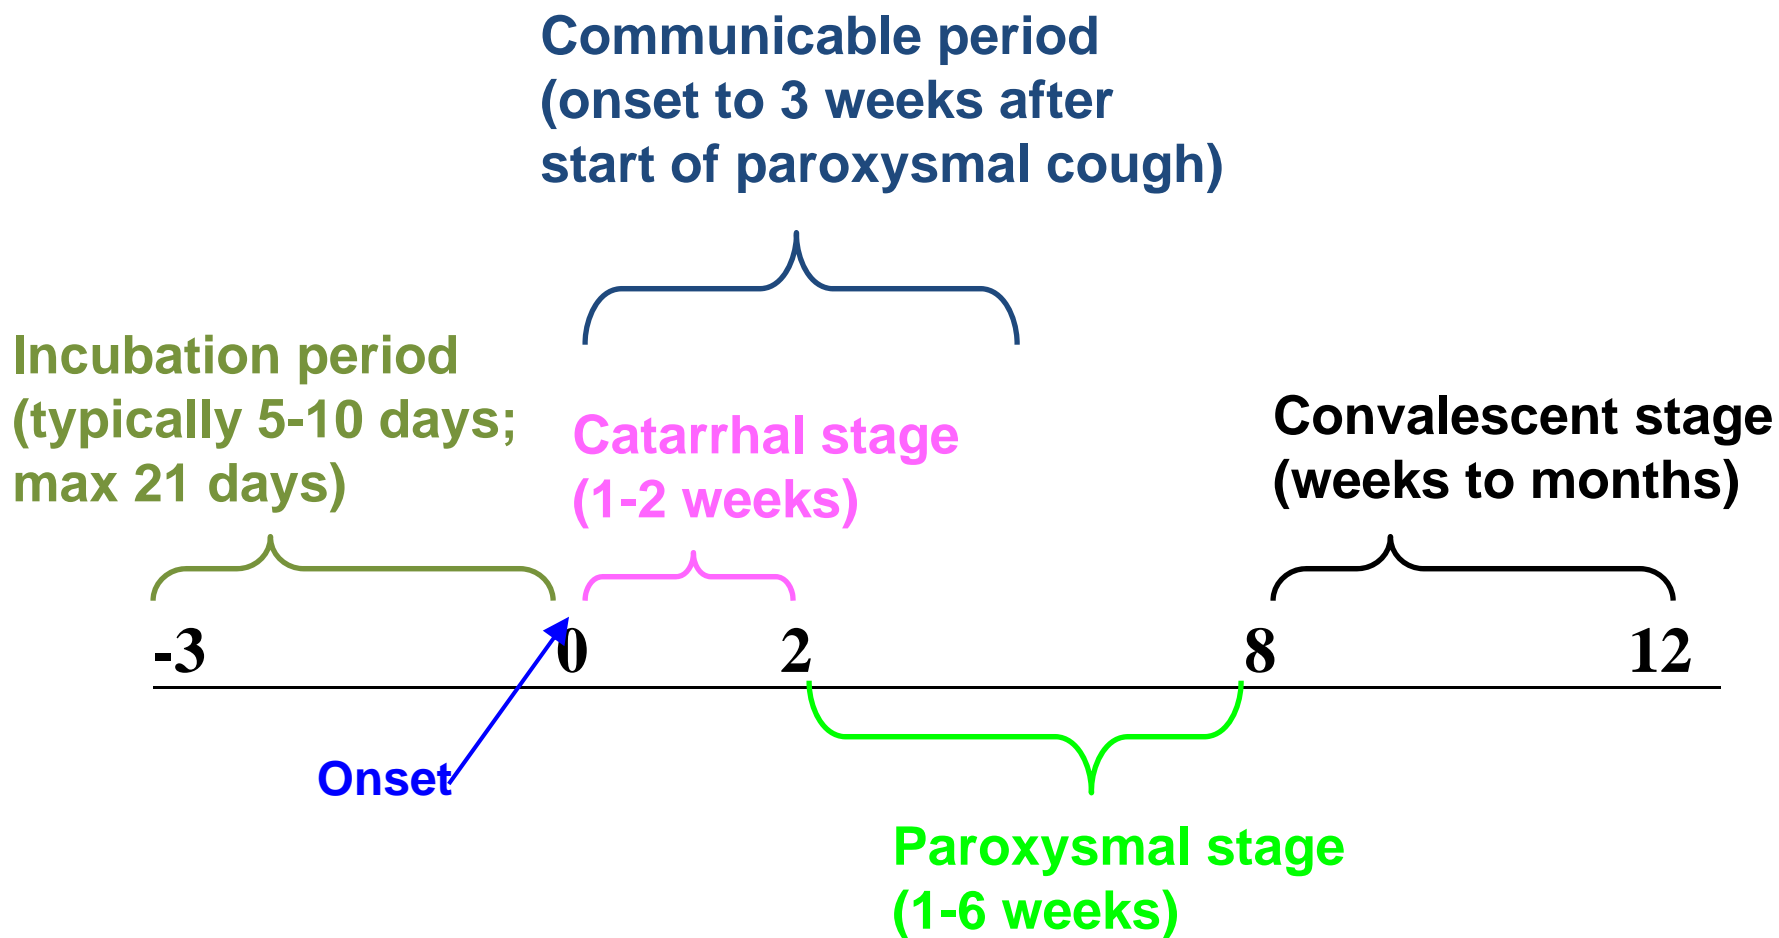 Communicable period
(onset to 3 weeks after
start of paroxysmal cough)
Incubation period
(typically 5-10 days;
max 21 days)
Catarrhal stage
(1-2 weeks)
Convalescent stage
(weeks to months)
-3 0 2 8 12
Onset
Paroxysmal stage
(1-6 weeks)